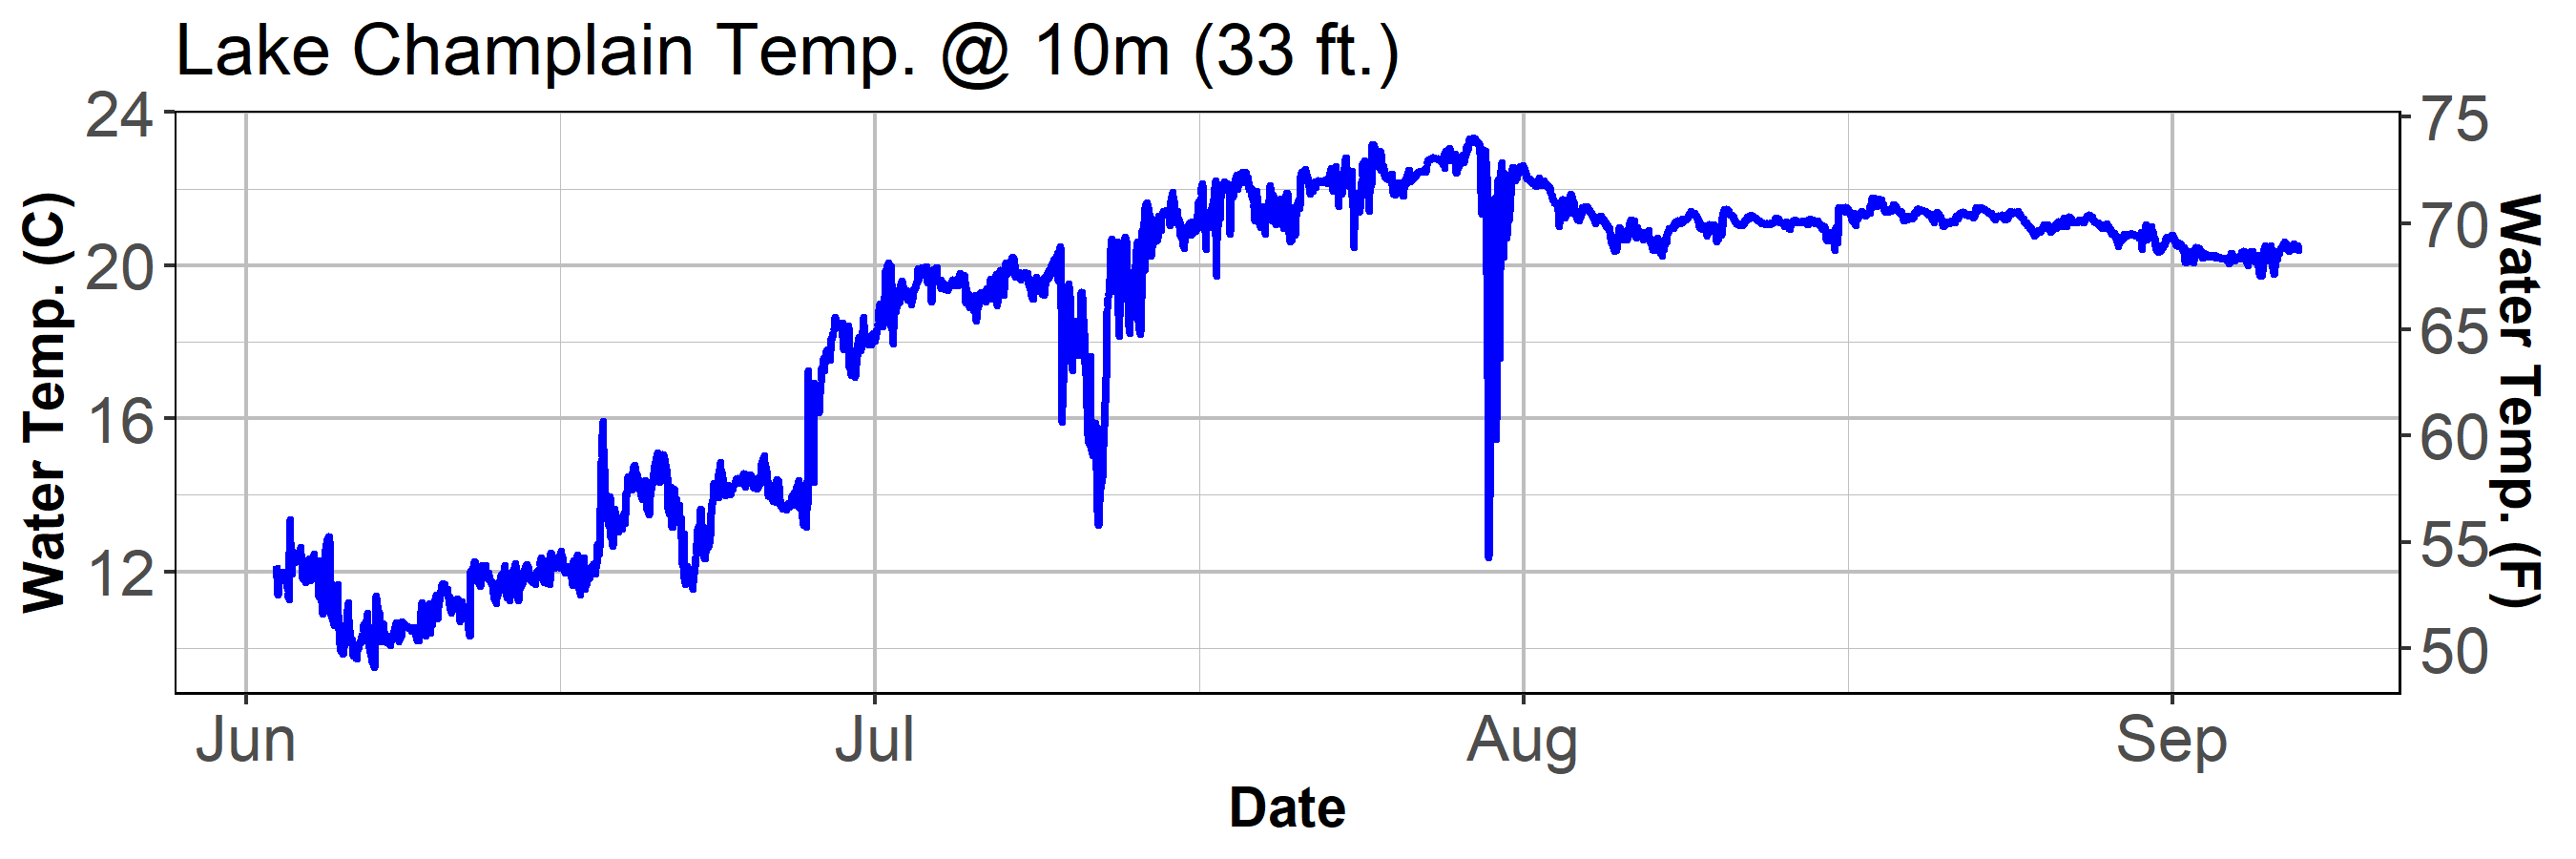 Lake Champlain Temp. @ 10m (33 ft.)
Water Temp. (C)
24
20
16
12
75
70
65
60
55
50
Water Temp. (F)
Jun
Jul
Aug
Sep
Date